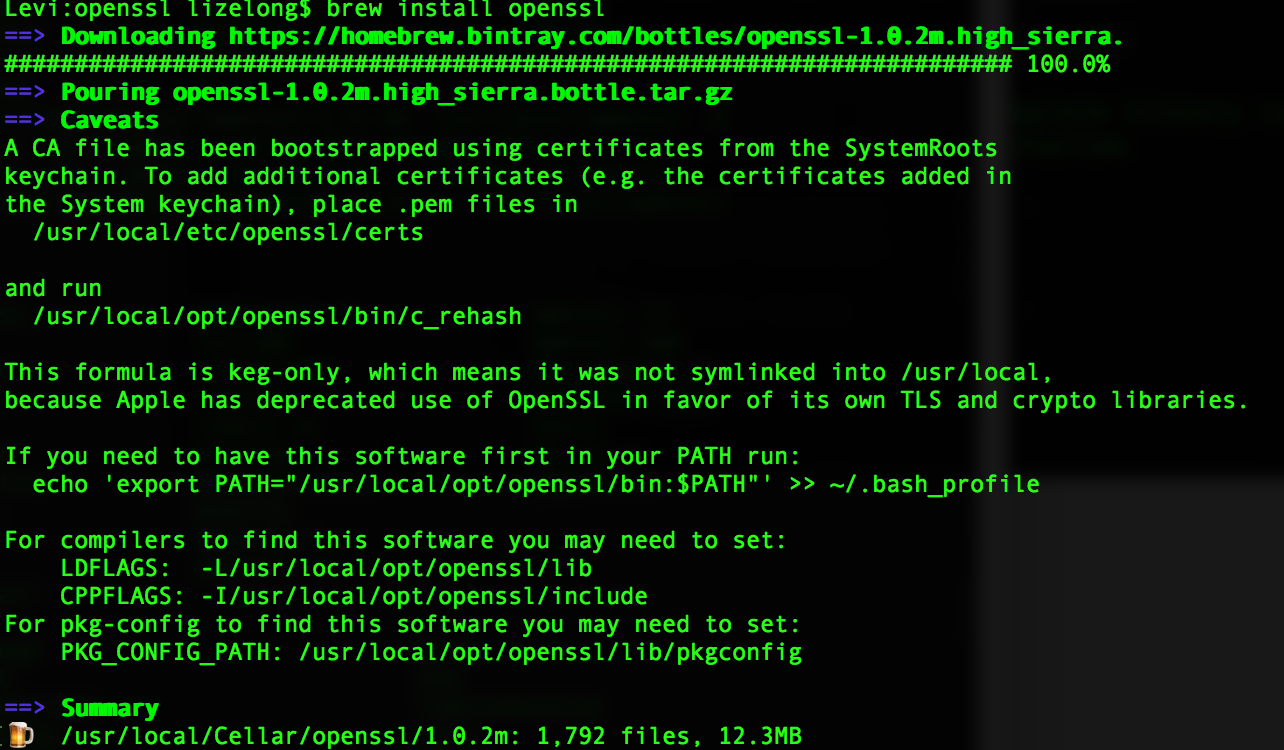 Levi:openssl lizelong$ brew install openssl
==> Downloading https://homebrew.bintray.com/bottles/openssl-1.0.2m.high_sierra.
######################################################################## 100.0%
==> Pouring openssl-1.0.2m.high_sierra.bottle.tar.gz
==> Caveats
A CA file has been bootstrapped using certificates from the SystemRoots
keychain. To add additional certificates (e.g. the certificates added in
the System keychain), place .pem files in
  /usr/local/etc/openssl/certs

and run
  /usr/local/opt/openssl/bin/c_rehash

This formula is keg-only, which means it was not symlinked into /usr/local,
because Apple has deprecated use of OpenSSL in favor of its own TLS and crypto libraries.

If you need to have this software first in your PATH run:
  echo 'export PATH="/usr/local/opt/openssl/bin:$PATH"' >> ~/.bash_profile

For compilers to find this software you may need to set:
    LDFLAGS:  -L/usr/local/opt/openssl/lib
    CPPFLAGS: -I/usr/local/opt/openssl/include
For pkg-config to find this software you may need to set:
    PKG_CONFIG_PATH: /usr/local/opt/openssl/lib/pkgconfig

==> Summary
🍺  /usr/local/Cellar/openssl/1.0.2m: 1,792 files, 12.3MB